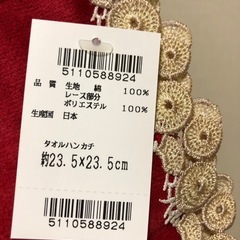 5110588924
品 質 生地 綿 100%
レース部分
ポリエステル 100%
生産国 日本
タオルハンカチ
約23.5×23.5cm
5110588924